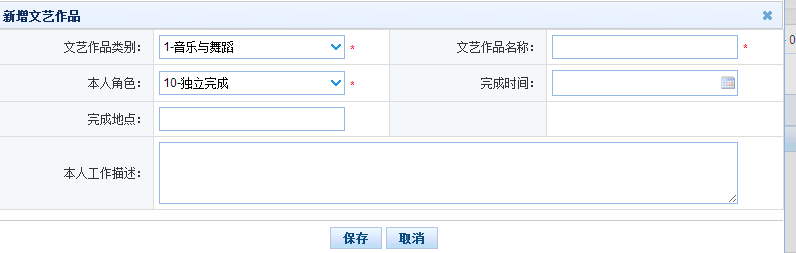 新增文艺作品
文艺作品类别： 1-音乐与舞蹈 * 文艺作品名称： *
本人角色： 10-独立完成 * 完成时间：
完成地点：
本人工作描述：
保存 取消
0